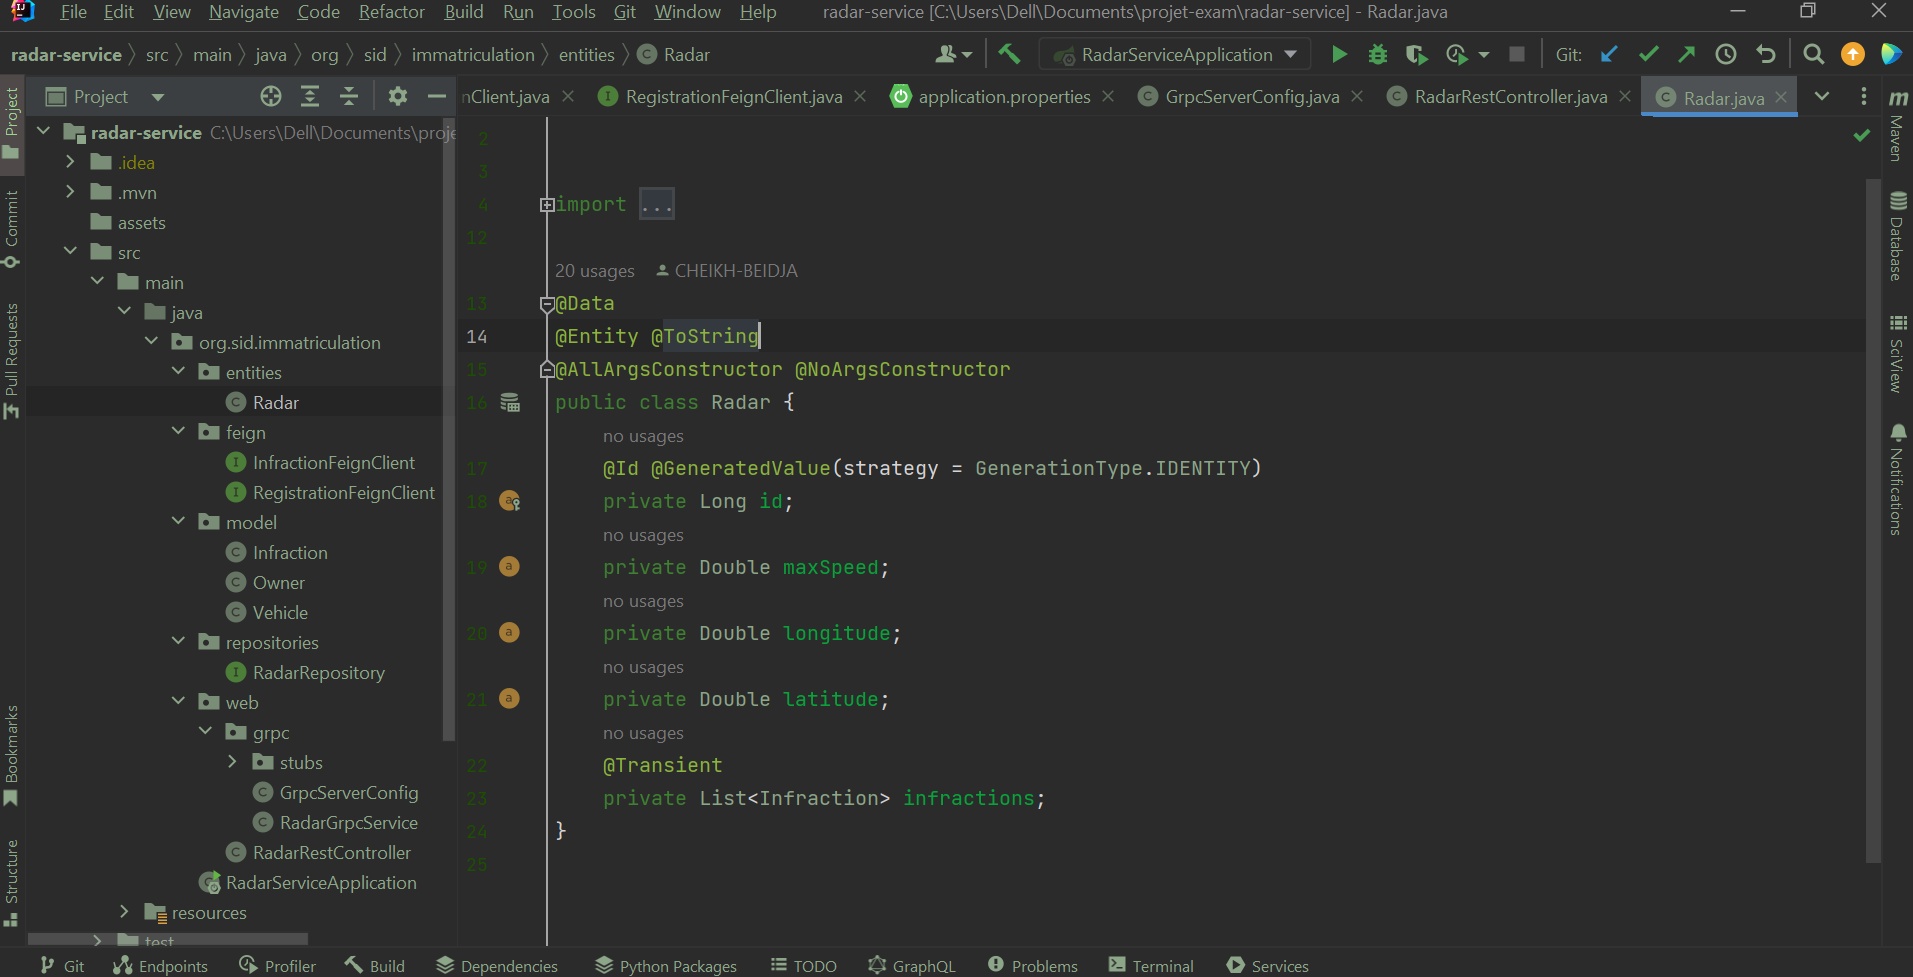 File Edit View Navigate Code Refactor Build Run Tools Git Window Help radar-service [C:\Users\Dell\Documents\projet-exam\radar-service] - Radar.java
radar-service src main java org sid immatriculation entities C Radar RadarServiceApplication Git:
Project nClient.java I RegistrationFeignClient.java application.properties C GrpcServerConfig.java C RadarRestController.java C Radar.java
Project
Commit
Pull Requests
Bookmarks
Structure
radar-service C:\Users\Dell\Documents\proje
.idea
.mvn
assets
src
main
java
org.sid.immatriculation
entities
C Radar
feign
I InfractionFeignClient
I RegistrationFeignClient
model
C Infraction
C Owner
C Vehicle
repositories
I RadarRepository
web
grpc
stubs
C GrpcServerConfig
C RadarGrpcService
C RadarRestController
RadarServiceApplication
resources
test
2
3
4 import ...
12
20 usages CHEIKH-BEIDJA
13 @Data
14 @Entity @ToString
15 @AllArgsConstructor @NoArgsConstructor
16 public class Radar {
no usages
17 @Id @GeneratedValue(strategy = GenerationType.IDENTITY)
18 private Long id;
no usages
19 private Double maxSpeed;
no usages
20 private Double longitude;
no usages
21 private Double latitude;
no usages
22 @Transient
23 private List<Infraction> infractions;
24 }
25
m Maven
Database
SciView
Notifications
Git Endpoints Profiler Build Dependencies Python Packages TODO GraphQL Problems Terminal Services